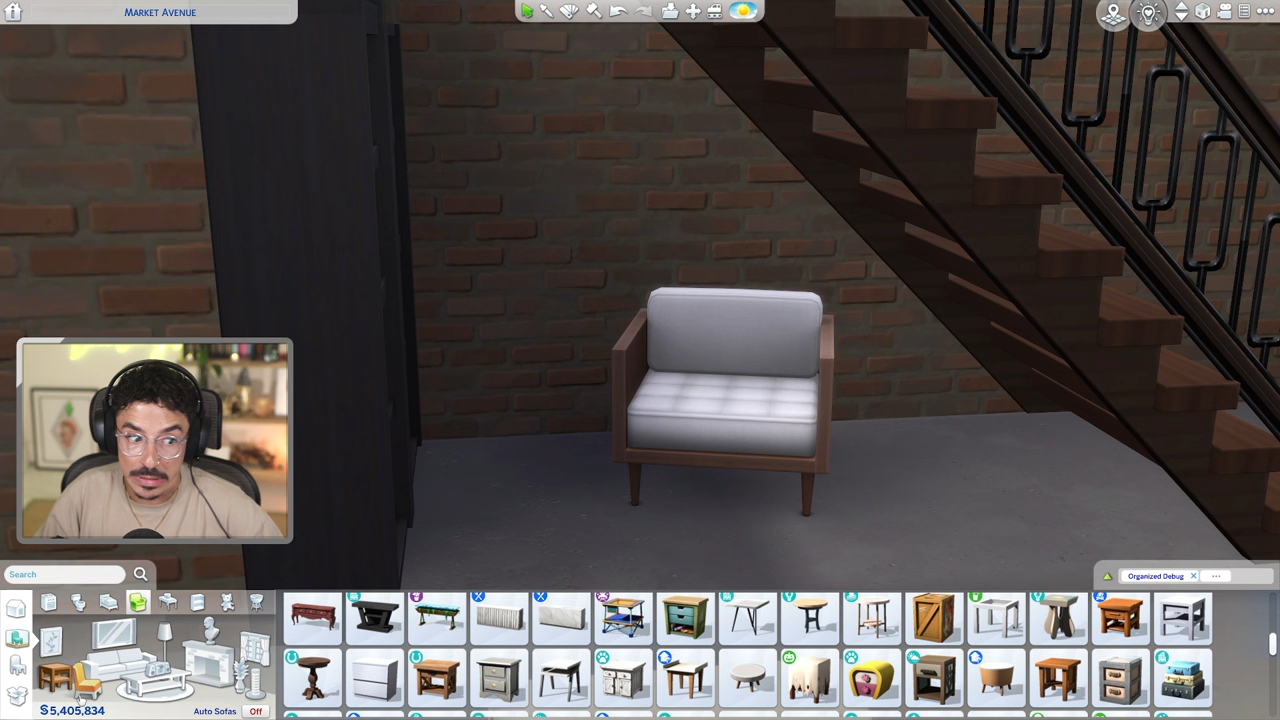 Market Avenue
Search
Organized Debug
§5,405,834
Auto Sofas Off